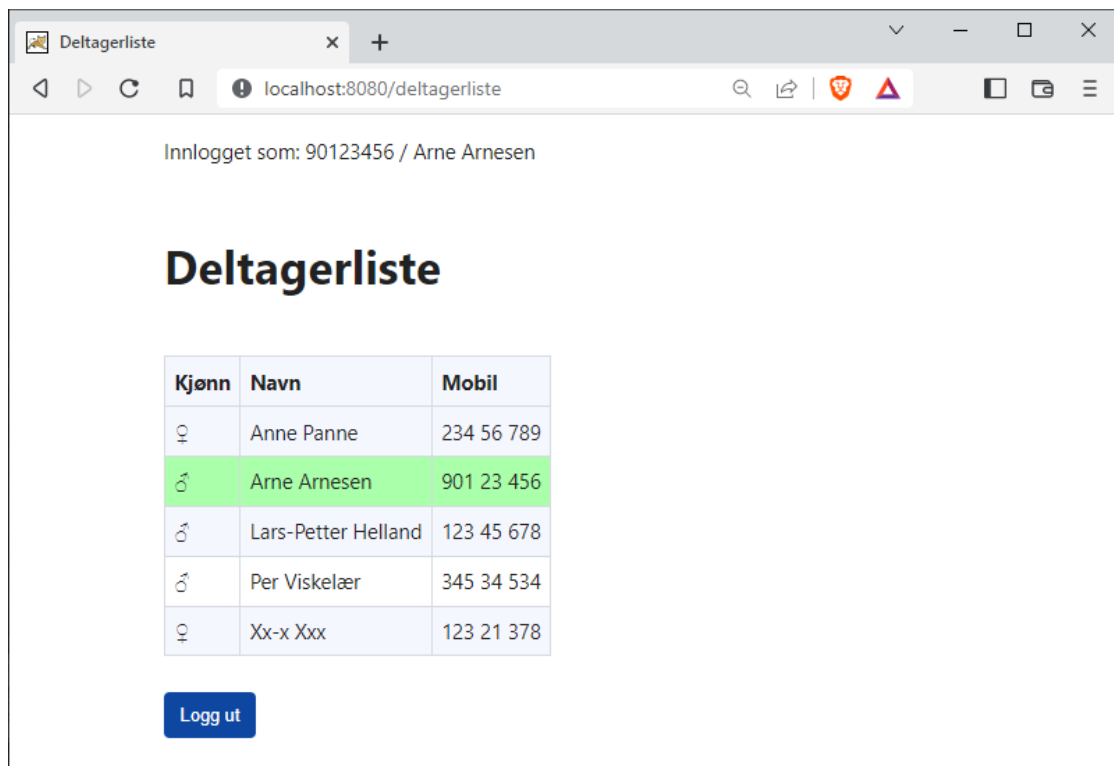 Deltagerliste
localhost:8080/deltagerliste
Innlogget som: 90123456 / Arne Arnesen
Deltagerliste
Kjønn Navn Mobil
♀ Anne Panne 234 56 789
♂ Arne Arnesen 901 23 456
♂ Lars-Petter Helland 123 45 678
♂ Per Viskelær 345 34 534
♀ Xx-x Xxx 123 21 378
Logg ut